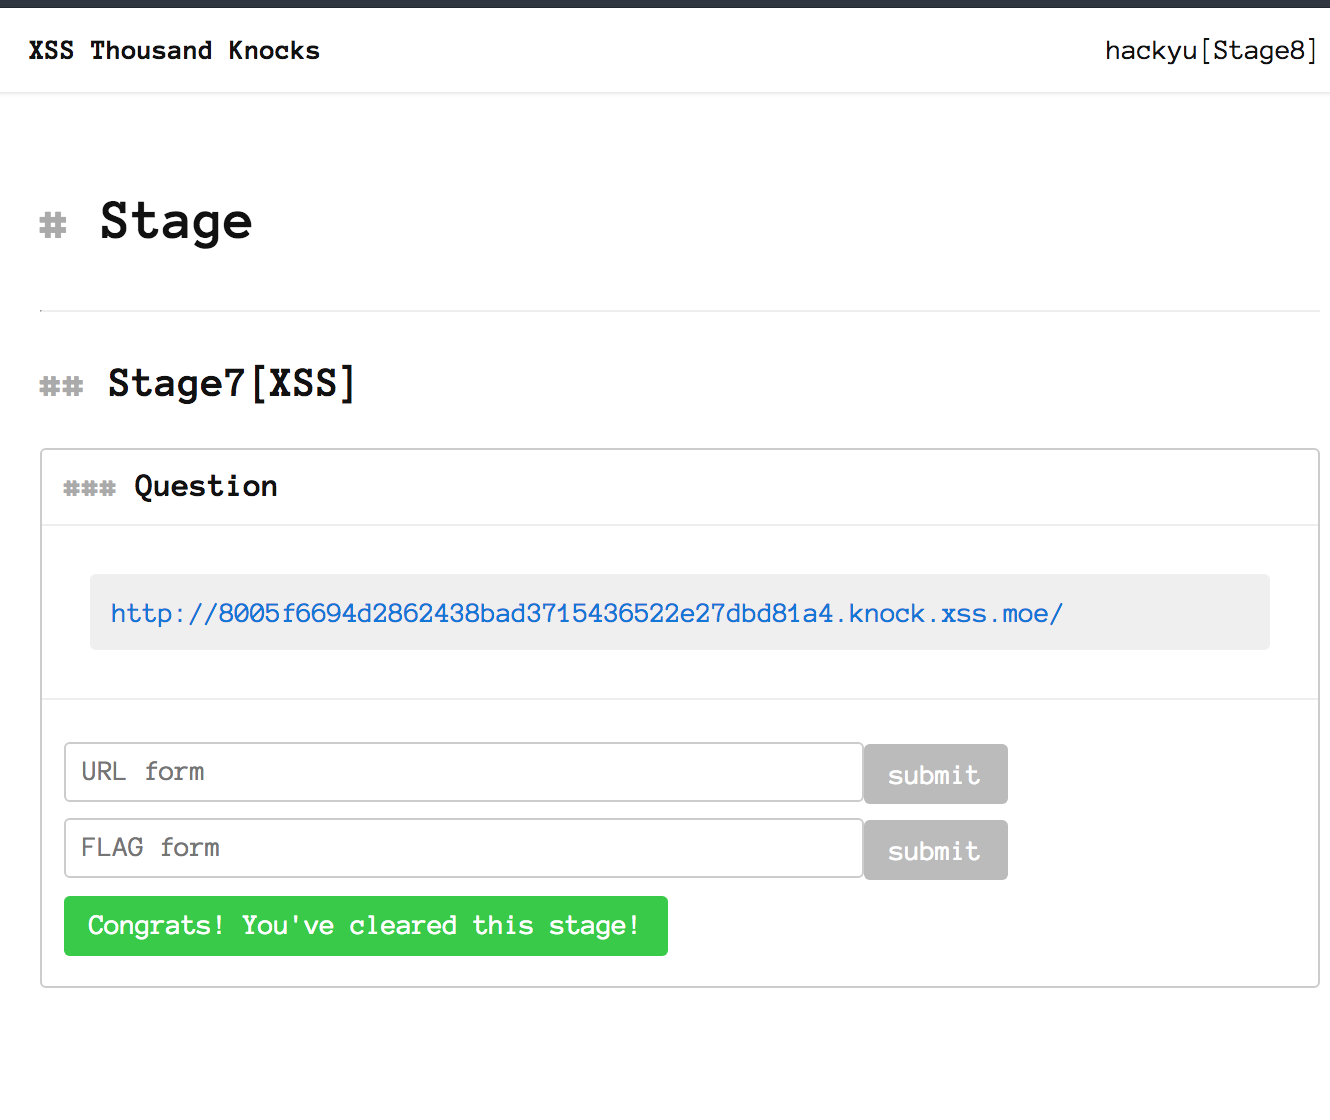 XSS Thousand Knocks
hackyu[Stage8]
# Stage
## Stage7[XSS]
### Question
http://8005f6694d2862438bad3715436522e27dbd81a4.knock.xss.moe/
URL form
submit
FLAG form
submit
Congrats! You've cleared this stage!